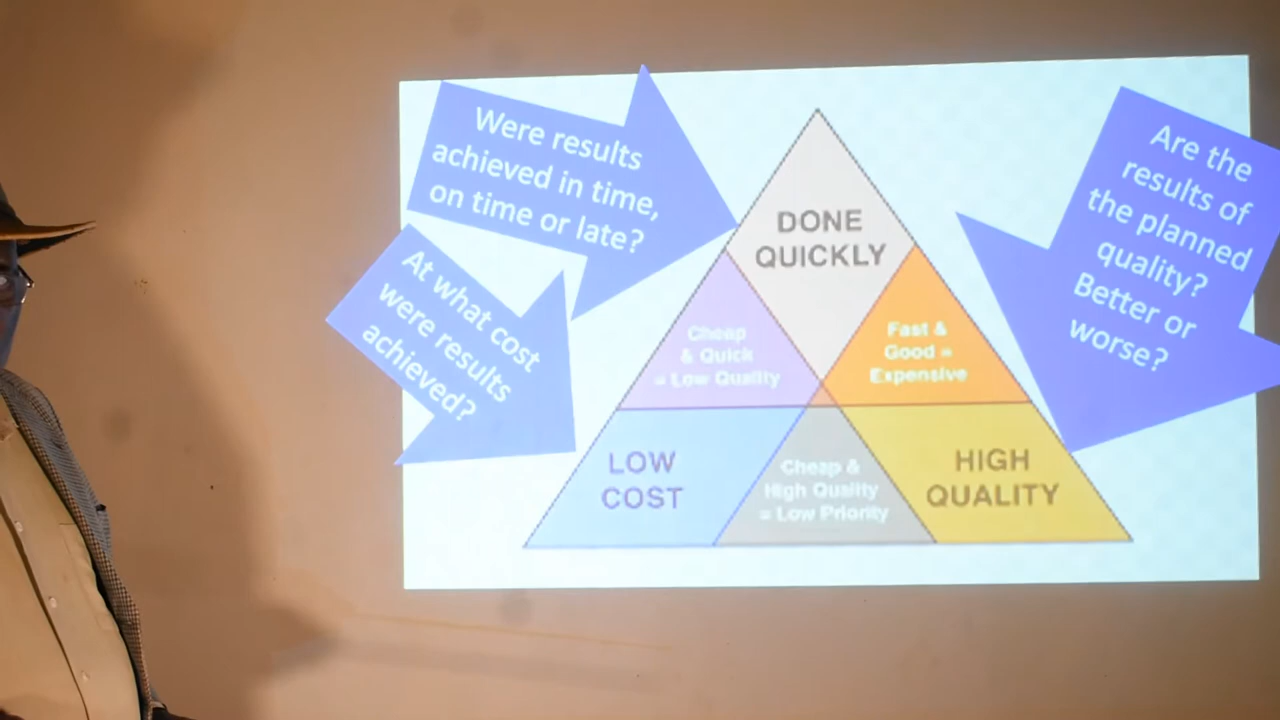 Were results
achieved in time,
on time or late?
At what cost
were results
achieved?
Are the
results of
the planned
quality?
Better or
worse?
DONE
QUICKLY
Cheap
& Quick
= Low Quality
Fast &
Good =
Expensive
LOW
COST
Cheap &
High Quality
= Low Priority
HIGH
QUALITY